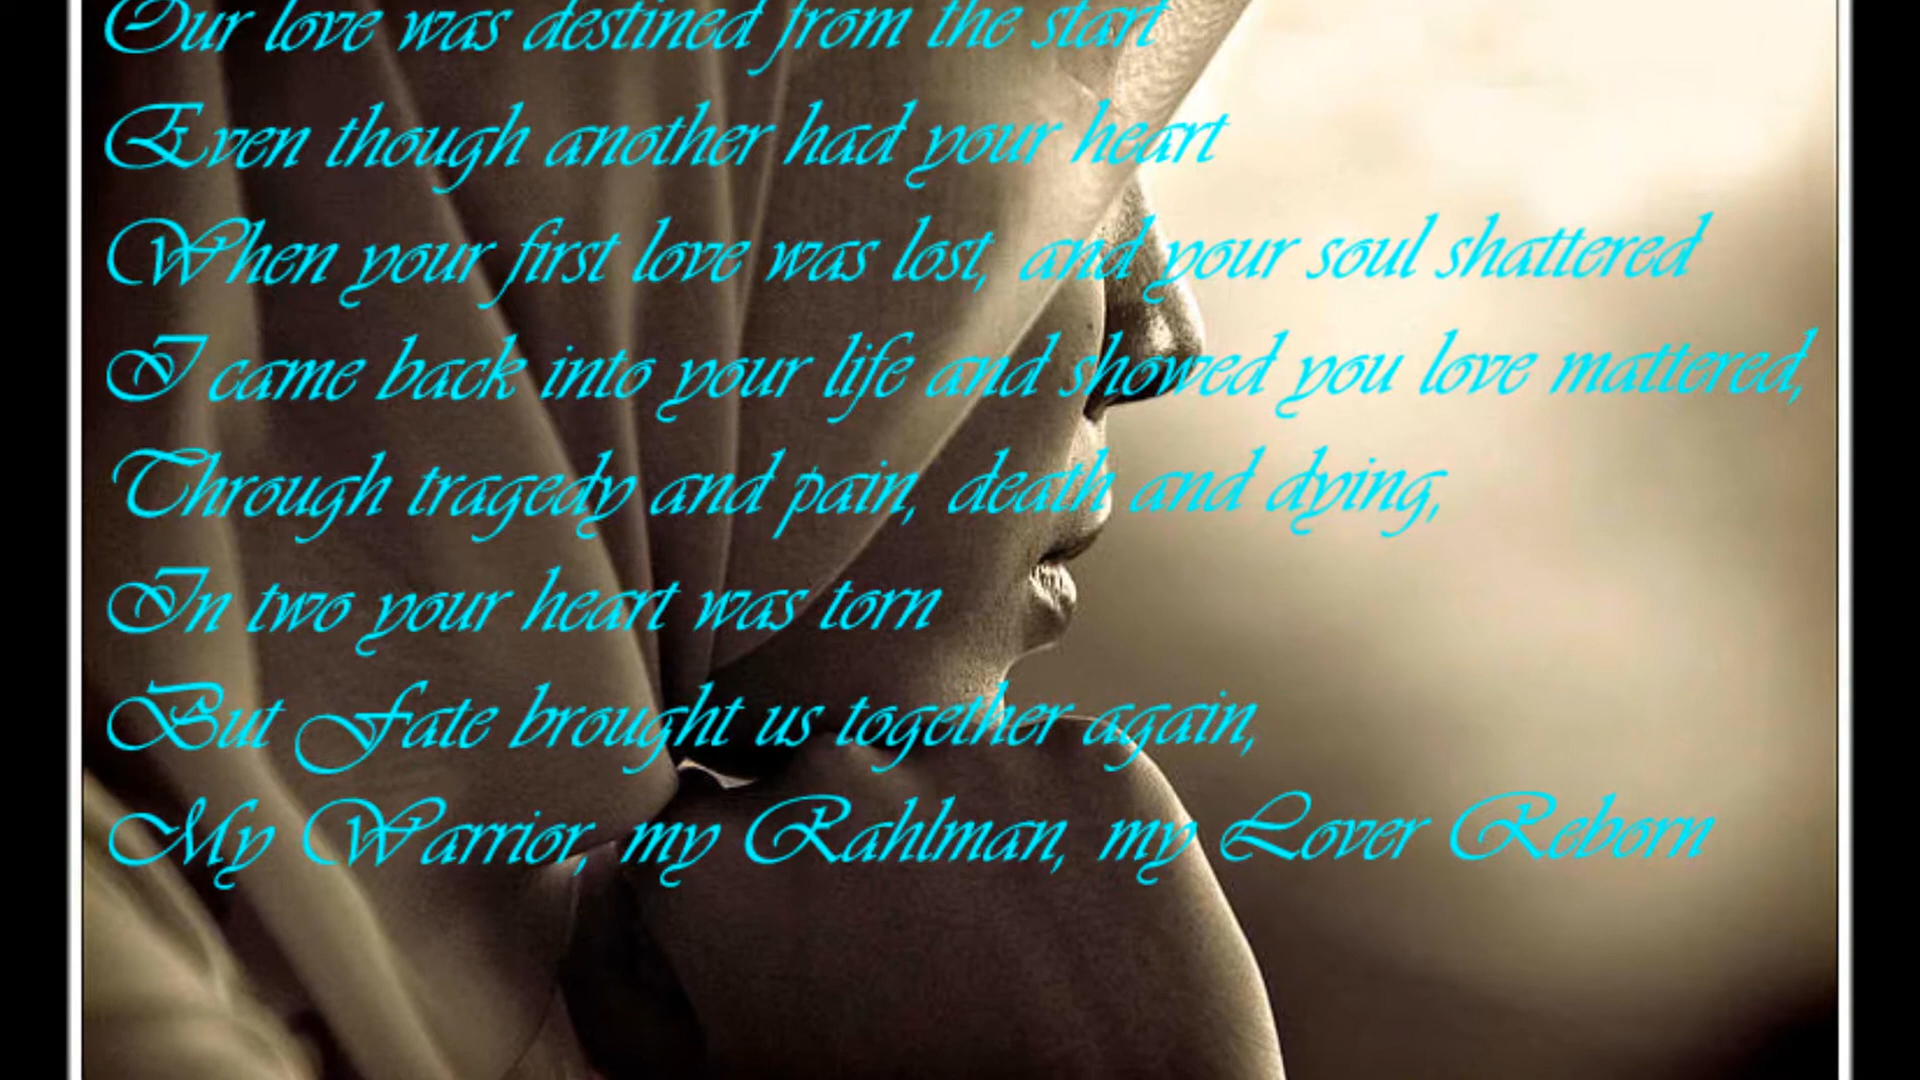 Our love was destined from the start
Even though another had your heart
When your first love was lost, and your soul shattered
I came back into your life and showed you love mattered,
Through tragedy and pain, death and dying,
In two your heart was torn
But Fate brought us together again,
My Warrior, my Rahlman, my Lover Reborn